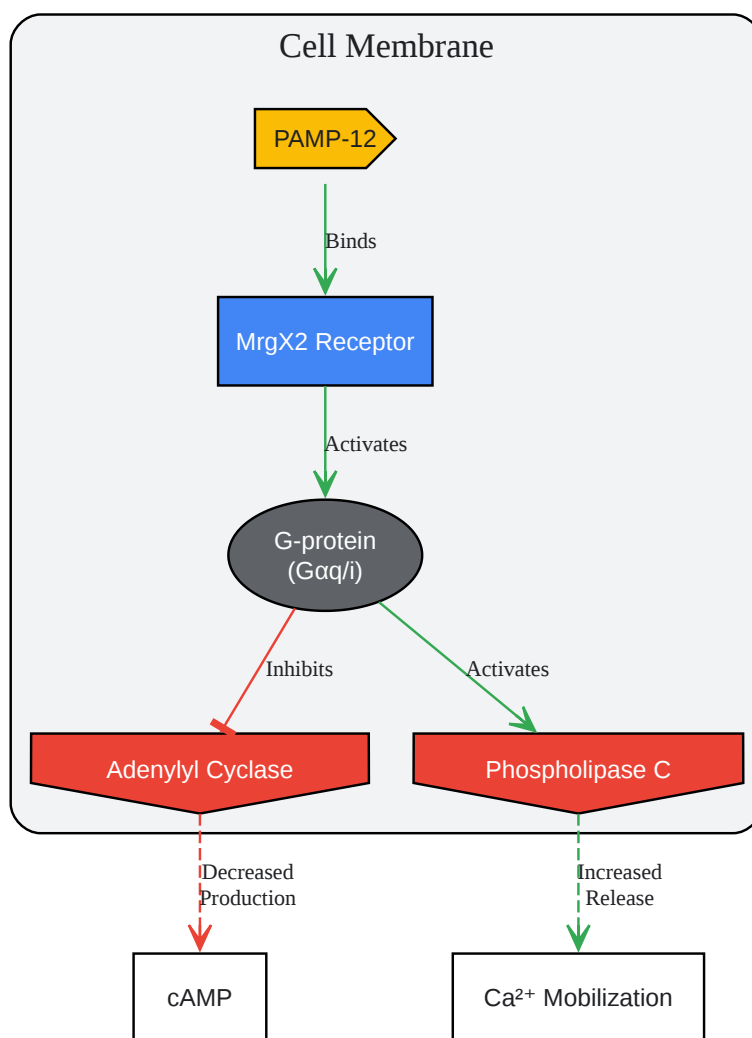 Cell Membrane
PAMP-12
Binds
MrgX2 Receptor
Activates
G-protein
(Gαq/i)
Inhibits
Activates
Adenylyl Cyclase
Phospholipase C
Decreased
Production
Increased
Release
cAMP
Ca²⁺ Mobilization